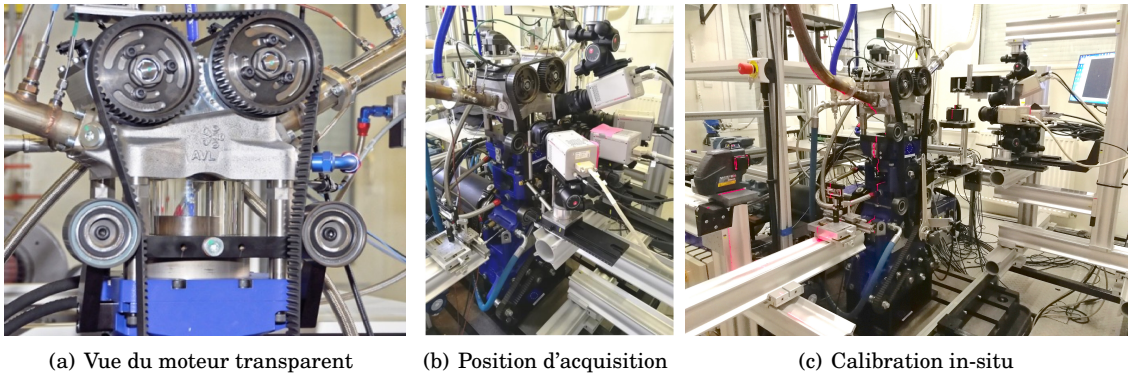 AVL
(a) Vue du moteur transparent
(b) Position d'acquisition
(c) Calibration in-situ